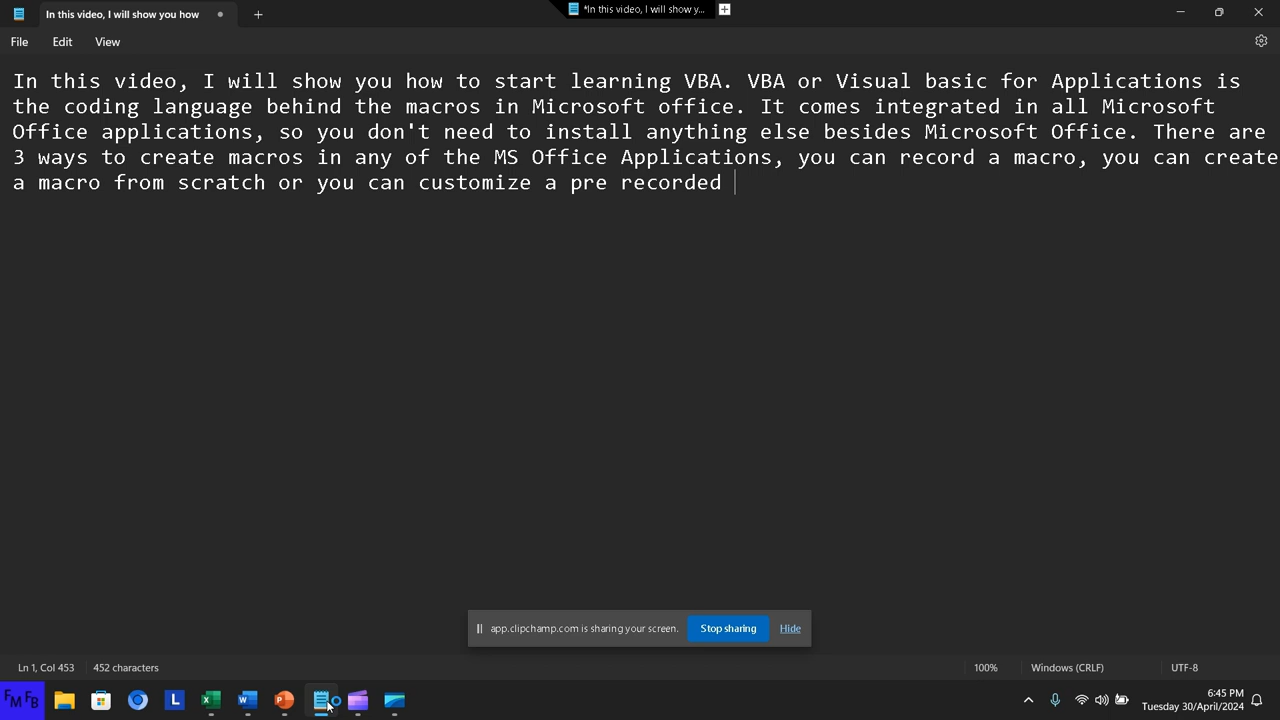 In this video, I will show you how
*In this video, I will show y...
File Edit View
In this video, I will show you how to start learning VBA. VBA or Visual basic for Applications is
the coding language behind the macros in Microsoft office. It comes integrated in all Microsoft
Office applications, so you don't need to install anything else besides Microsoft Office. There are
3 ways to create macros in any of the MS Office Applications, you can record a macro, you can create
a macro from scratch or you can customize a pre recorded
app.clipchamp.com is sharing your screen. Stop sharing Hide
Ln 1, Col 453 452 characters 100% Windows (CRLF) UTF-8
FM FB L 6:45 PM
Tuesday 30/April/2024